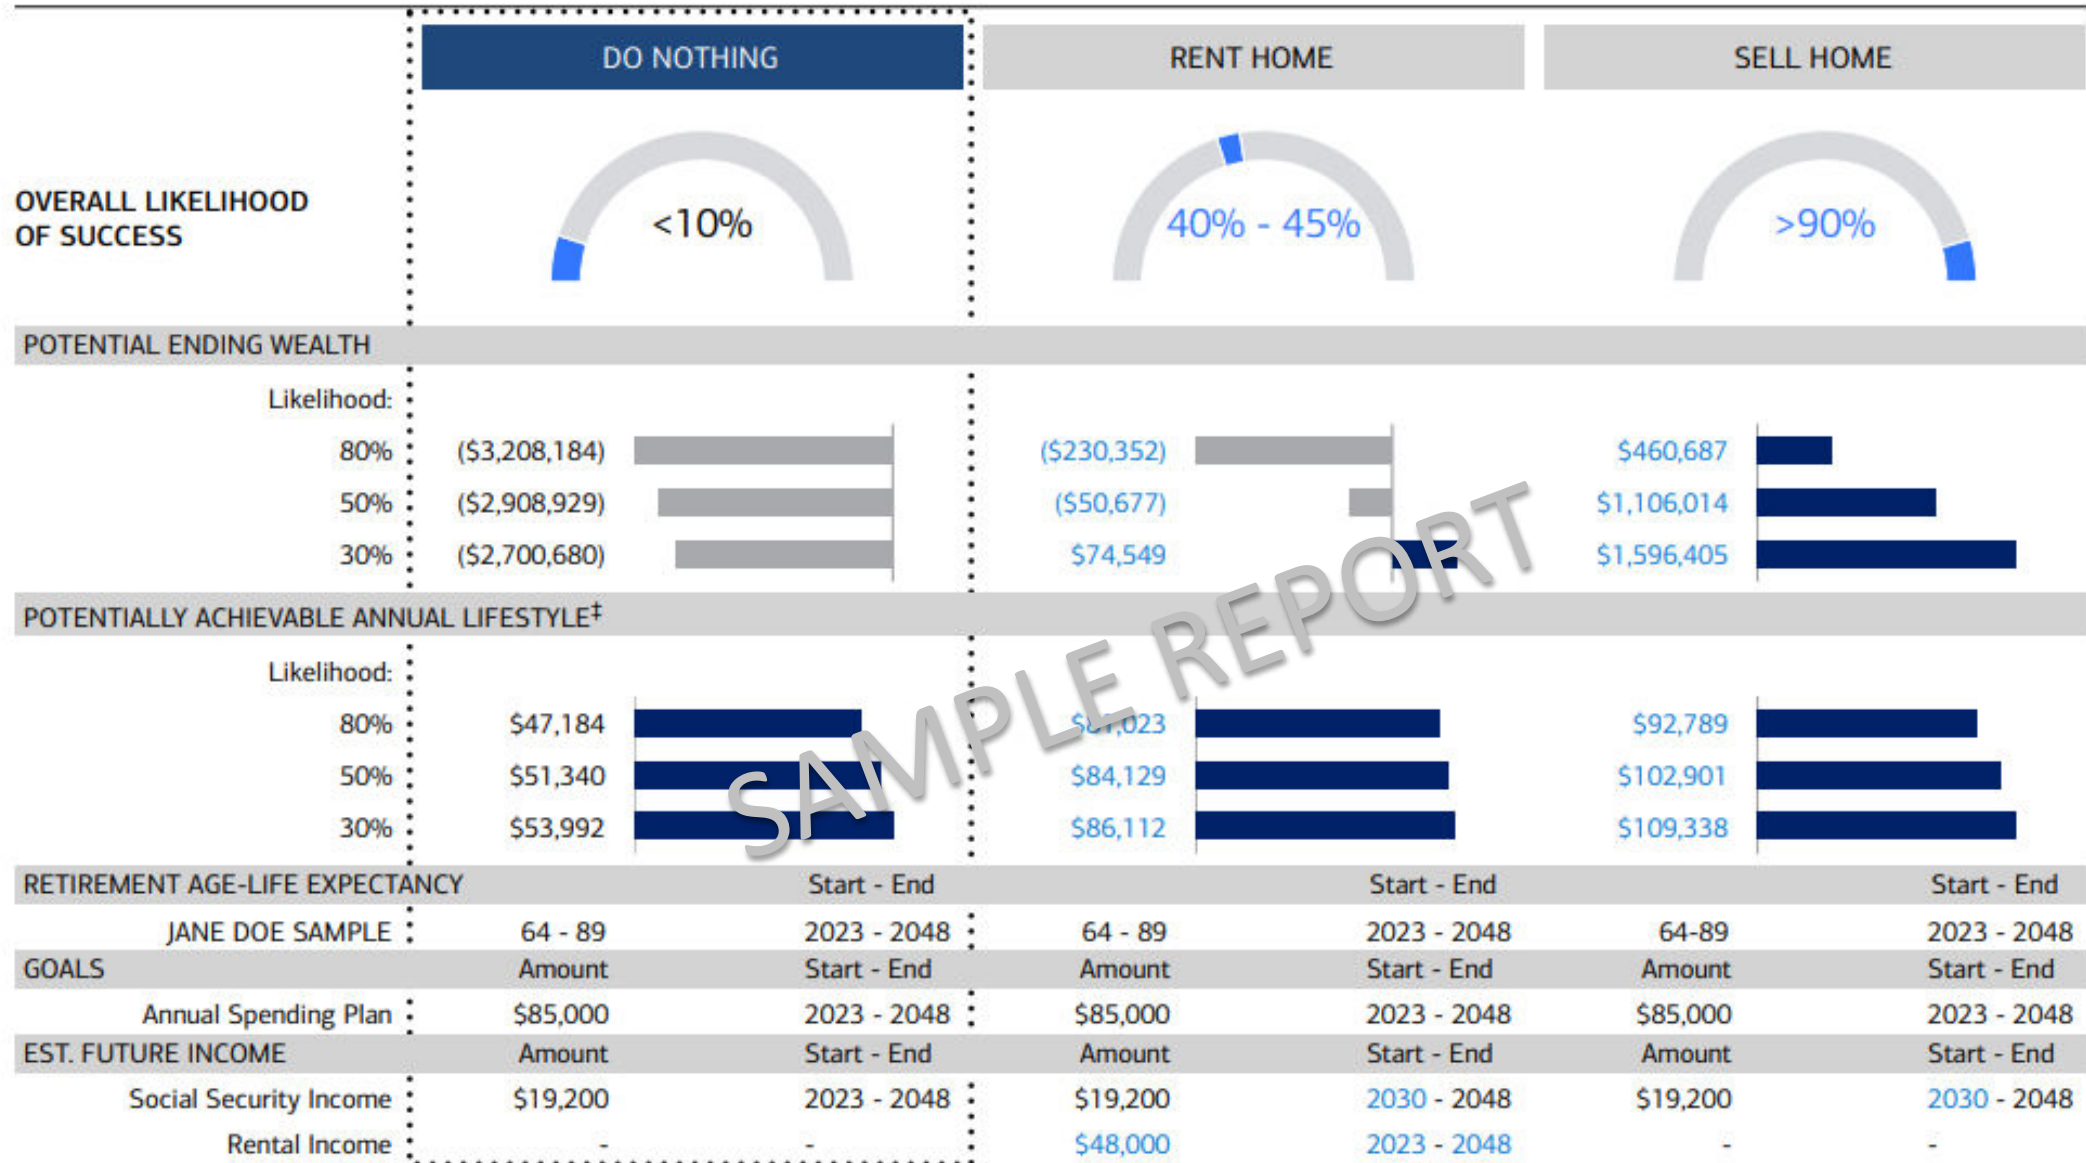 DO NOTHING RENT HOME SELL HOME
OVERALL LIKELIHOOD
OF SUCCESS
<10% 40% - 45% >90%
POTENTIAL ENDING WEALTH
Likelihood:
80% ($3,208,184) ($230,352) $460,687
50% ($2,908,929) ($50,677) $1,106,014
30% ($2,700,680) $74,549 $1,596,405
POTENTIALLY ACHIEVABLE ANNUAL LIFESTYLE‡
Likelihood:
80% $47,184 $92,789
50% $51,340 $84,129 $102,901
30% $53,992 $86,112 $109,338
SAMPLE REPORT
RETIREMENT AGE-LIFE EXPECTANCY Start - End Start - End Start - End
JANE DOE SAMPLE 64 - 89 2023 - 2048 64 - 89 2023 - 2048 64-89 2023 - 2048
GOALS Amount Start - End Amount Start - End Amount Start - End
Annual Spending Plan $85,000 2023 - 2048 $85,000 2023 - 2048 $85,000 2023 - 2048
EST. FUTURE INCOME Amount Start - End Amount Start - End Amount Start - End
Social Security Income $19,200 2023 - 2048 $19,200 2030 - 2048 $19,200 2030 - 2048
Rental Income - - $48,000 2023 - 2048 - -